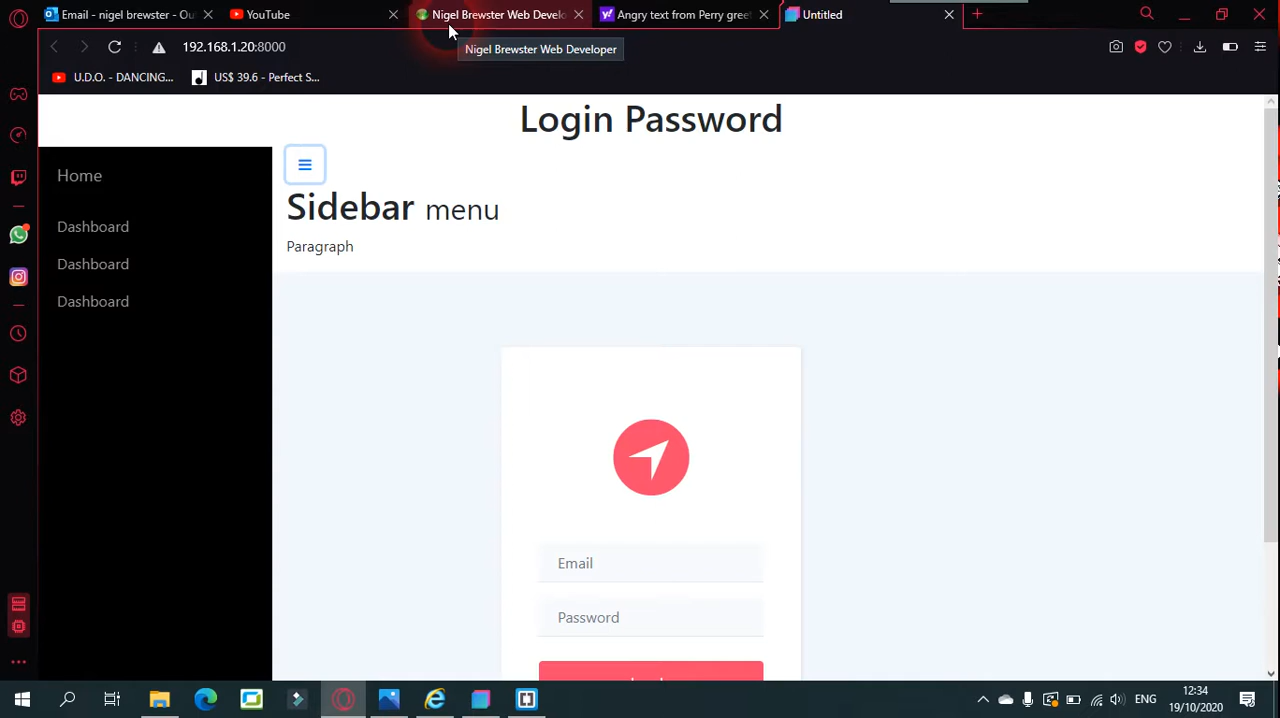 Email - nigel brewster - Ou
YouTube
Nigel Brewster Web Develo
Angry text from Perry gree
Untitled
192.168.1.20:8000
Nigel Brewster Web Developer
U.D.O. - DANCING...
US$ 39.6 - Perfect S...
Login Password
Home
Sidebar menu
Dashboard
Paragraph
Dashboard
Dashboard
Email
Password
ENG
12:34
19/10/2020